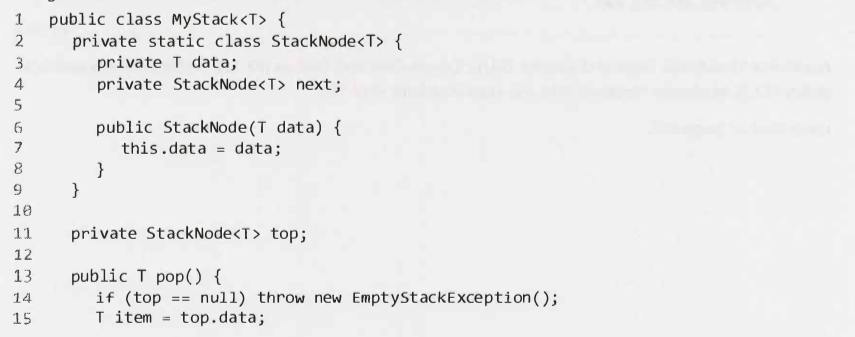 1 public class MyStack<T> {
2 private static class StackNode<T> {
3 private T data;
4 private StackNode<T> next;
5
6 public StackNode(T data) {
7 this.data = data;
8 }
9 }
10
11 private StackNode<T> top;
12
13 public T pop() {
14 if (top == null) throw new EmptyStackException();
15 T item = top.data;